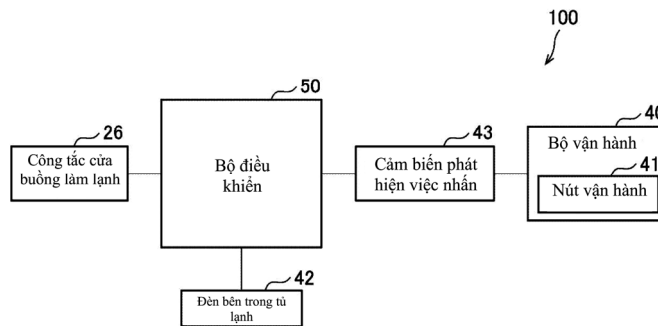 100
50
26
Công tắc cửa
buồng làm lạnh
Bộ điều
khiển
43
Cảm biến phát
hiện việc nhấn
40
Bộ vận hành
41
Nút vận hành
42
Đèn bên trong tủ
lạnh